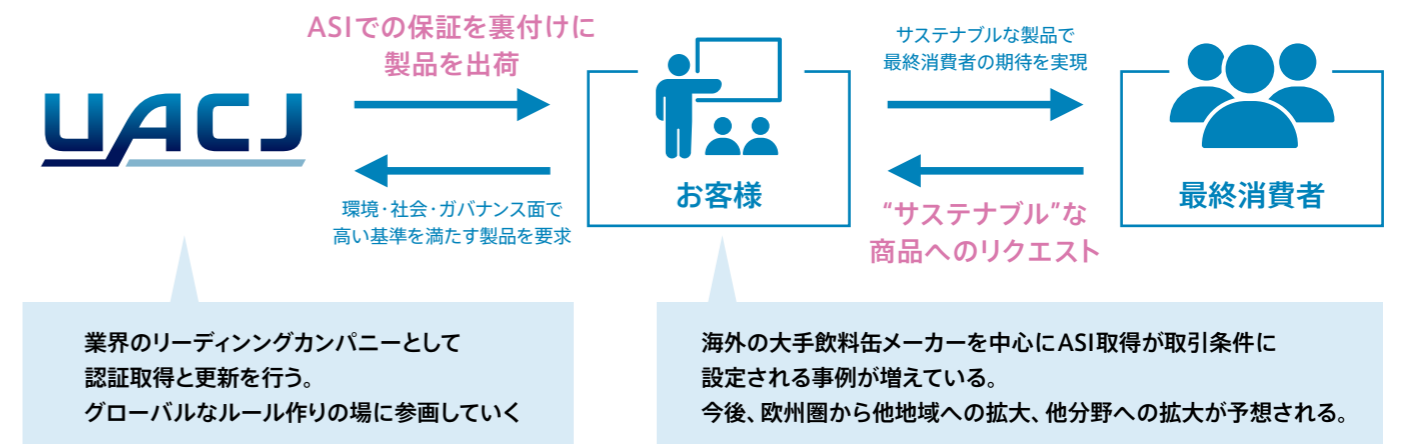 ASIでの保証を裏付けに
製品を出荷
サステナブルな製品で
最終消費者の期待を実現
UACJ
お客様
最終消費者
環境・社会・ガバナンス面で
高い基準を満たす製品を要求
“サステナブル”な
商品へのリクエスト
業界のリーディンングカンパニーとして
認証取得と更新を行う。
グローバルなルール作りの場に参画していく
海外の大手飲料缶メーカーを中心にASI取得が取引条件に
設定される事例が増えている。
今後、欧州圏から他地域への拡大、他分野への拡大が予想される。